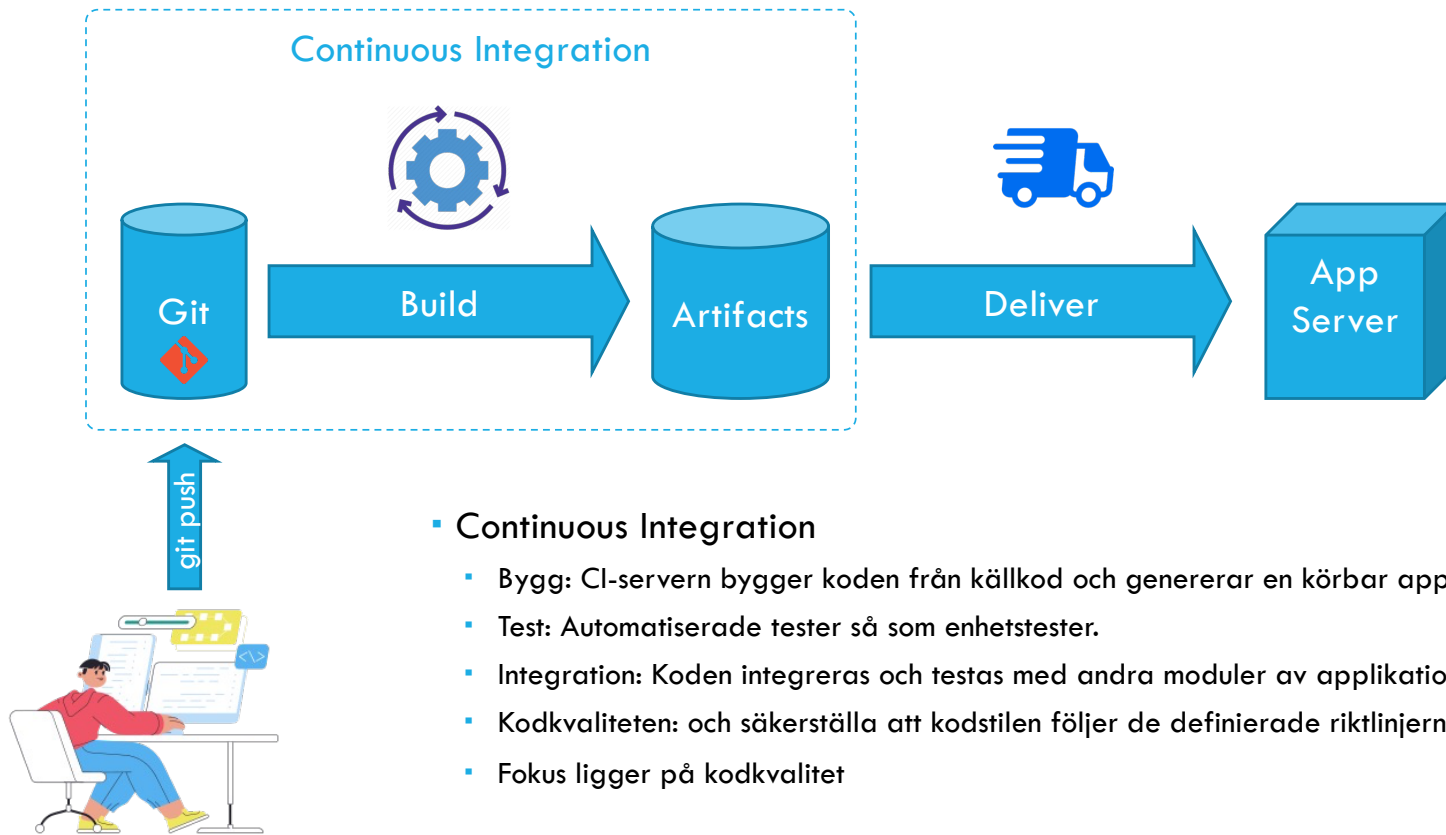 Continuous Integration
Git
Build
Artifacts
Deliver
App
Server
git push
</>
▪ Continuous Integration
▪ Bygg: CI-servern bygger koden från källkod och genererar en körbar app
▪ Test: Automatiserade tester så som enhetstester.
▪ Integration: Koden integreras och testas med andra moduler av applikatio
▪ Kodkvaliteten: och säkerställa att kodstilen följer de definierade riktlinjern
▪ Fokus ligger på kodkvalitet